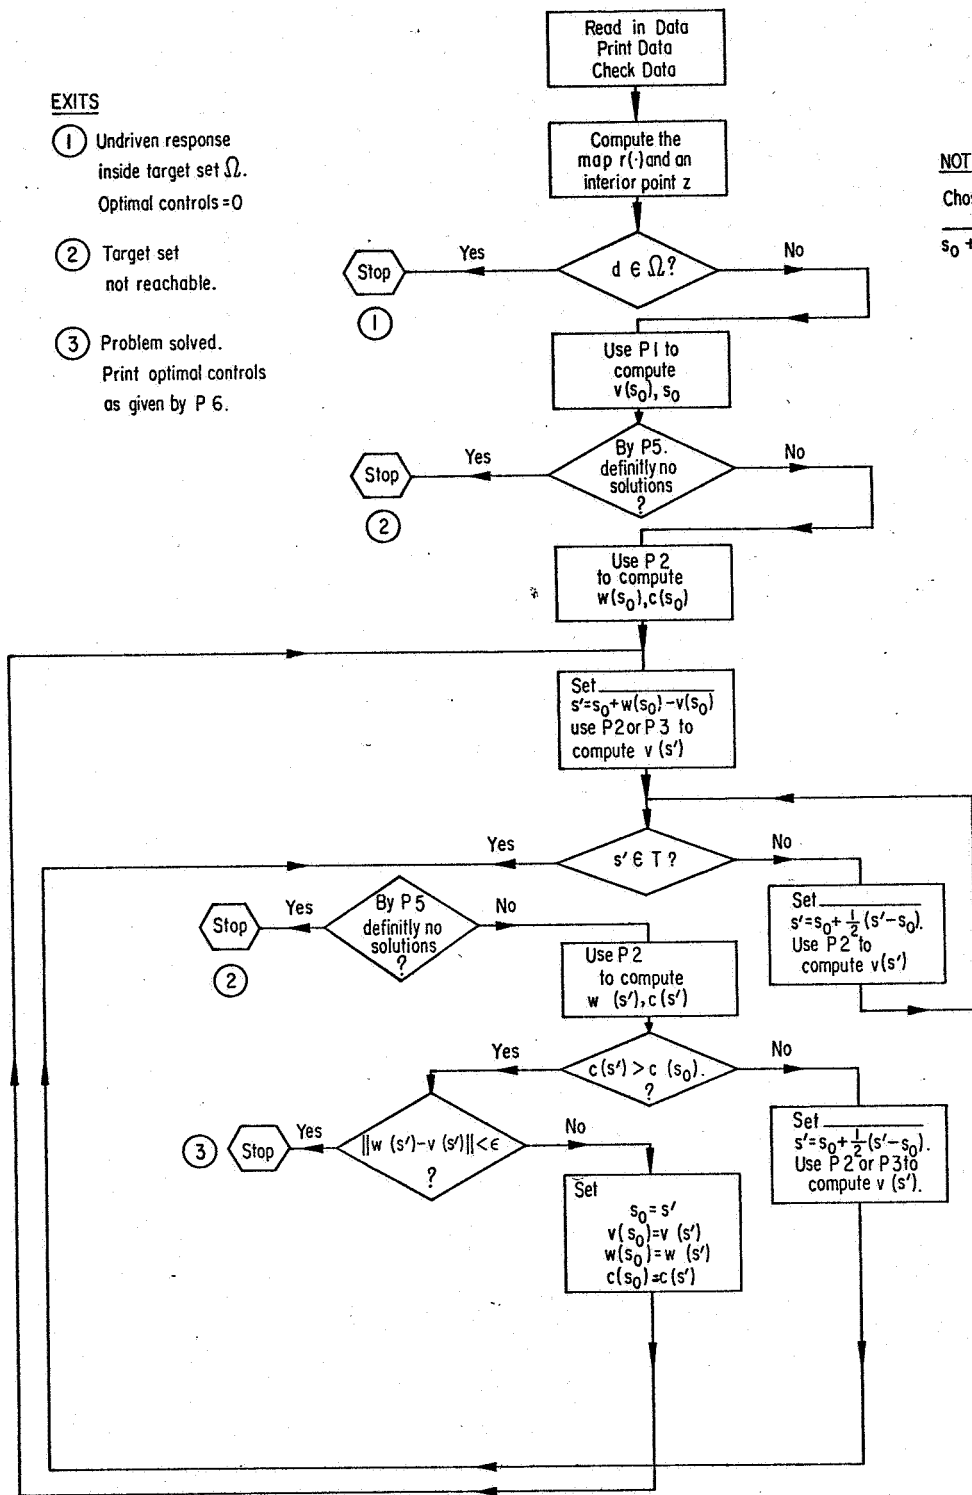 Read in Data
Print Data
Check Data
EXITS
1 Undriven response
inside target set Ω.
Optimal controls = 0
2 Target set
not reachable.
3 Problem solved.
Print optimal controls
as given by P 6.
Compute the
map r(·) and an
interior point z
NOT
Chos
s₀ +
d ∈ Ω?
Yes
No
Stop
1
Use P1 to
compute
v(s₀), s₀
By P5.
definitly no
solutions
?
Yes
No
Stop
2
Use P2
to compute
w(s₀), c(s₀)
Set
s′=s₀+w(s₀)-v(s₀)
use P2 or P3 to
compute v (s′)
s′ ∈ T ?
Yes
No
Set
s′=s₀+½(s′-s₀).
Use P2 to
compute v(s′)
By P5
definitly no
solutions
?
Yes
No
Stop
2
Use P2
to compute
w (s′), c(s′)
c(s′) > c (s₀).
?
Yes
No
Set
s′=s₀+½(s′-s₀).
Use P2 or P3 to
compute v (s′).
||w (s′)-v (s′)||<ϵ
?
Yes
No
3
Stop
Set
s₀= s′
v(s₀)=v (s′)
w(s₀)=w (s′)
c(s₀)=c(s′)